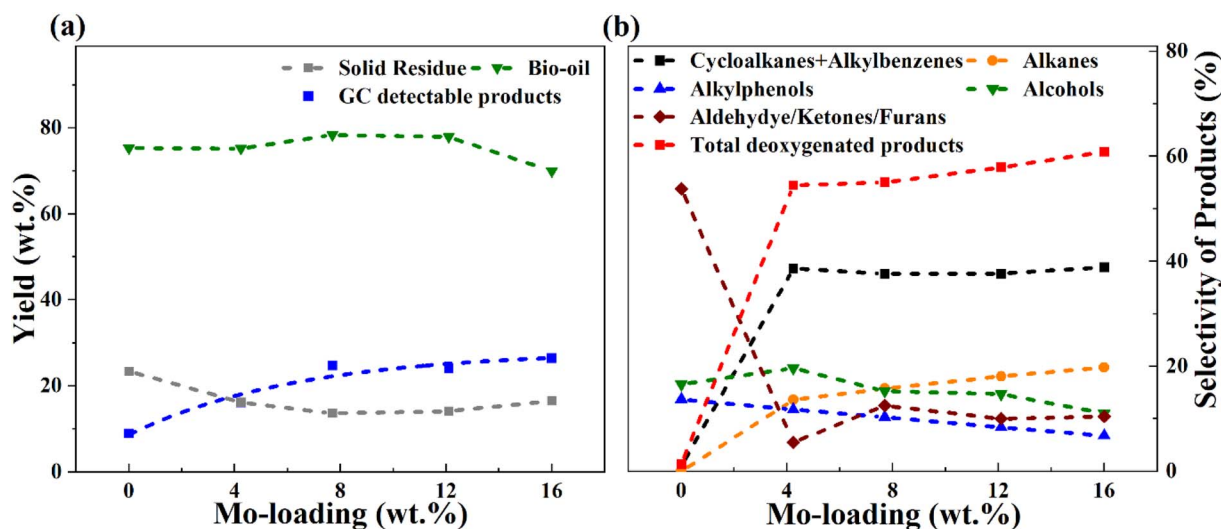 (a)
Solid Residue
Bio-oil
GC detectable products
Yield (wt.%)
80
60
40
20
0
0 4 8 12 16
Mo-loading (wt.%)
(b)
Cycloalkanes+Alkylbenzenes
Alkanes
Alkylphenols
Alcohols
Aldehydye/Ketones/Furans
Total deoxygenated products
80
60
40
20
0
Selectivity of Products (%)
0 4 8 12 16
Mo-loading (wt.%)